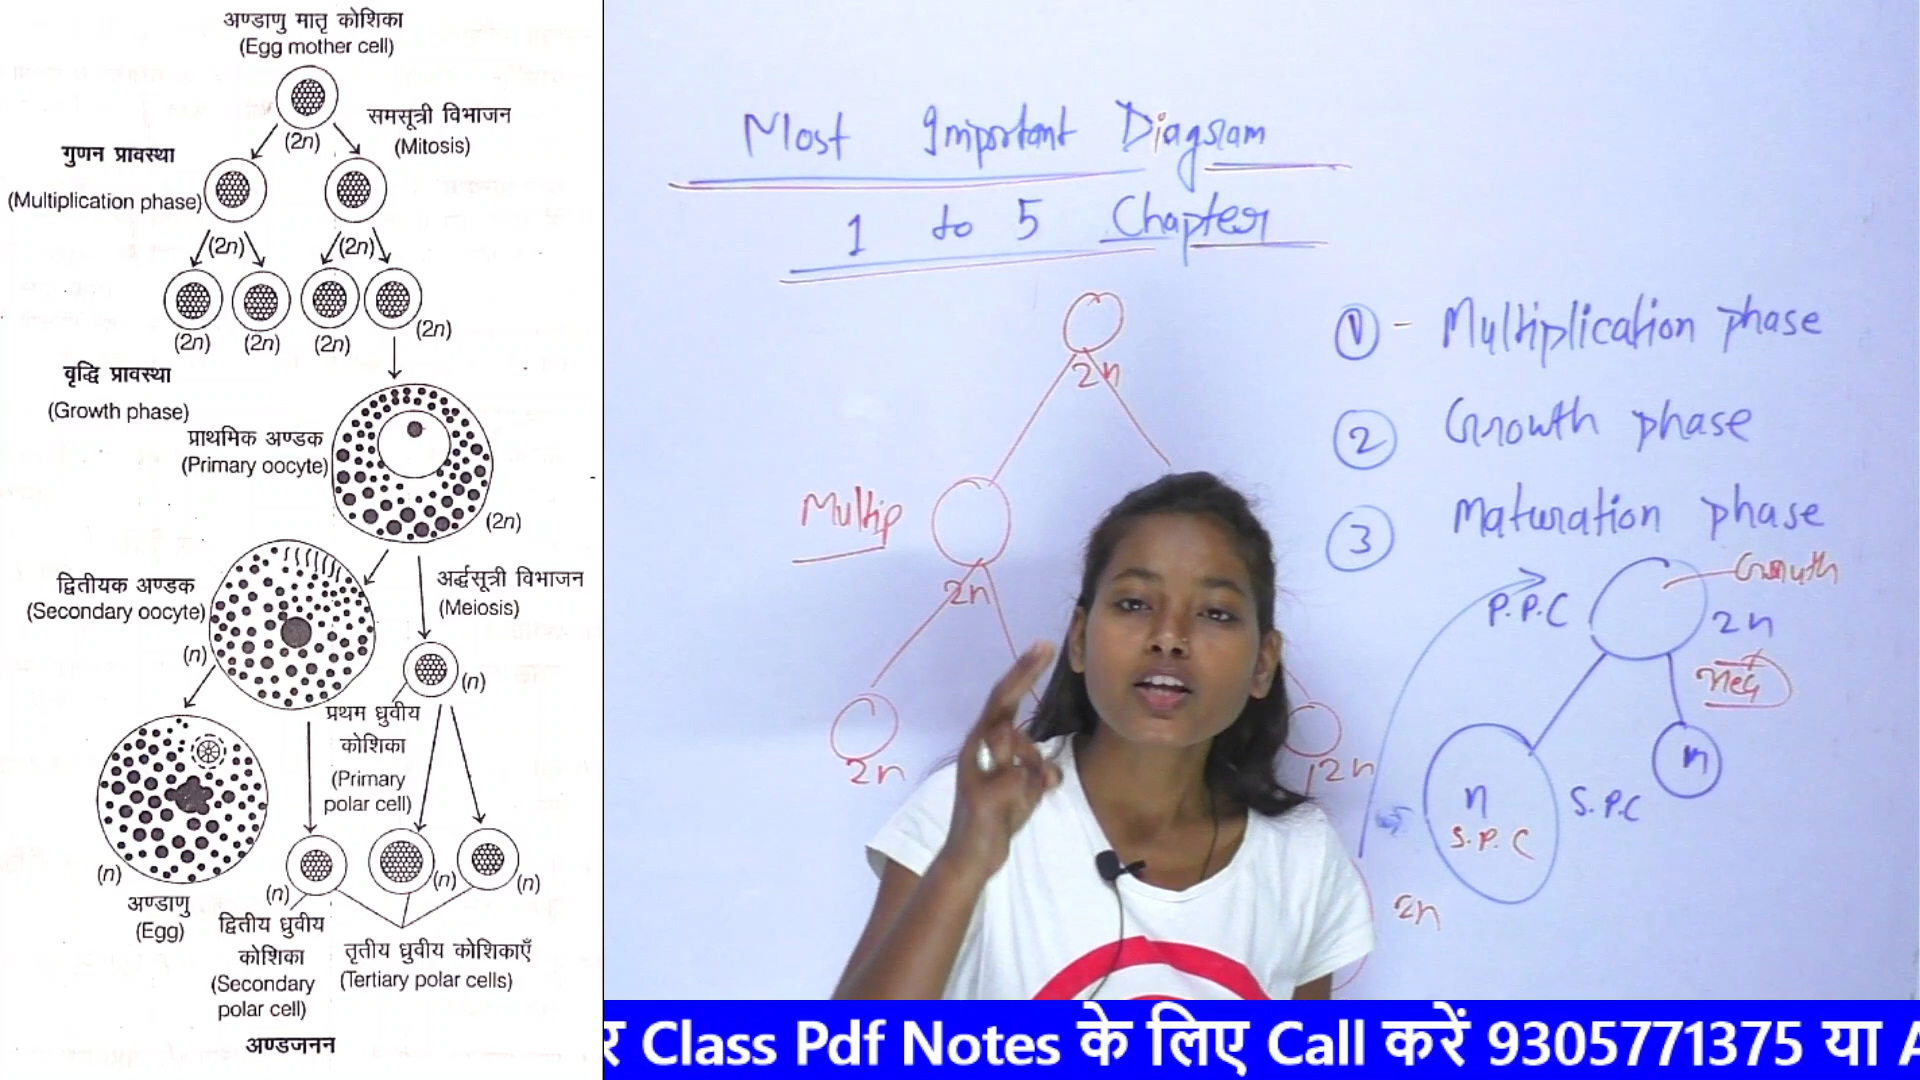 अण्डाणु मातृ कोशिका
(Egg mother cell)
समसूत्री विभाजन
(2n)
(Mitosis)
गुणन प्रावस्था
(Multiplication phase)
(2n)
(2n)
(2n)
(2n)
(2n)
(2n)
वृद्धि प्रावस्था
(Growth phase)
प्राथमिक अण्डक
(Primary oocyte)
(2n)
द्वितीयक अण्डक
(Secondary oocyte)
अर्द्धसूत्री विभाजन
(Meiosis)
(n)
(n)
प्रथम ध्रुवीय
कोशिका
(Primary
polar cell)
(n)
(n)
(n)
(n)
अण्डाणु
(Egg)
द्वितीय ध्रुवीय
कोशिका
(Secondary
polar cell)
तृतीय ध्रुवीय कोशिकाएँ
(Tertiary polar cells)
अण्डजनन
Most Important Diagram
1 to 5 Chapter
2n
Multip
2n
2n
12n
2n
1 - Multiplication phase
2 Growth phase
3 Maturation phase
Growth
P.P.C
2n
n
n
S.P.C
S.P.C
र Class Pdf Notes के लिए Call करें 9305771375 या A